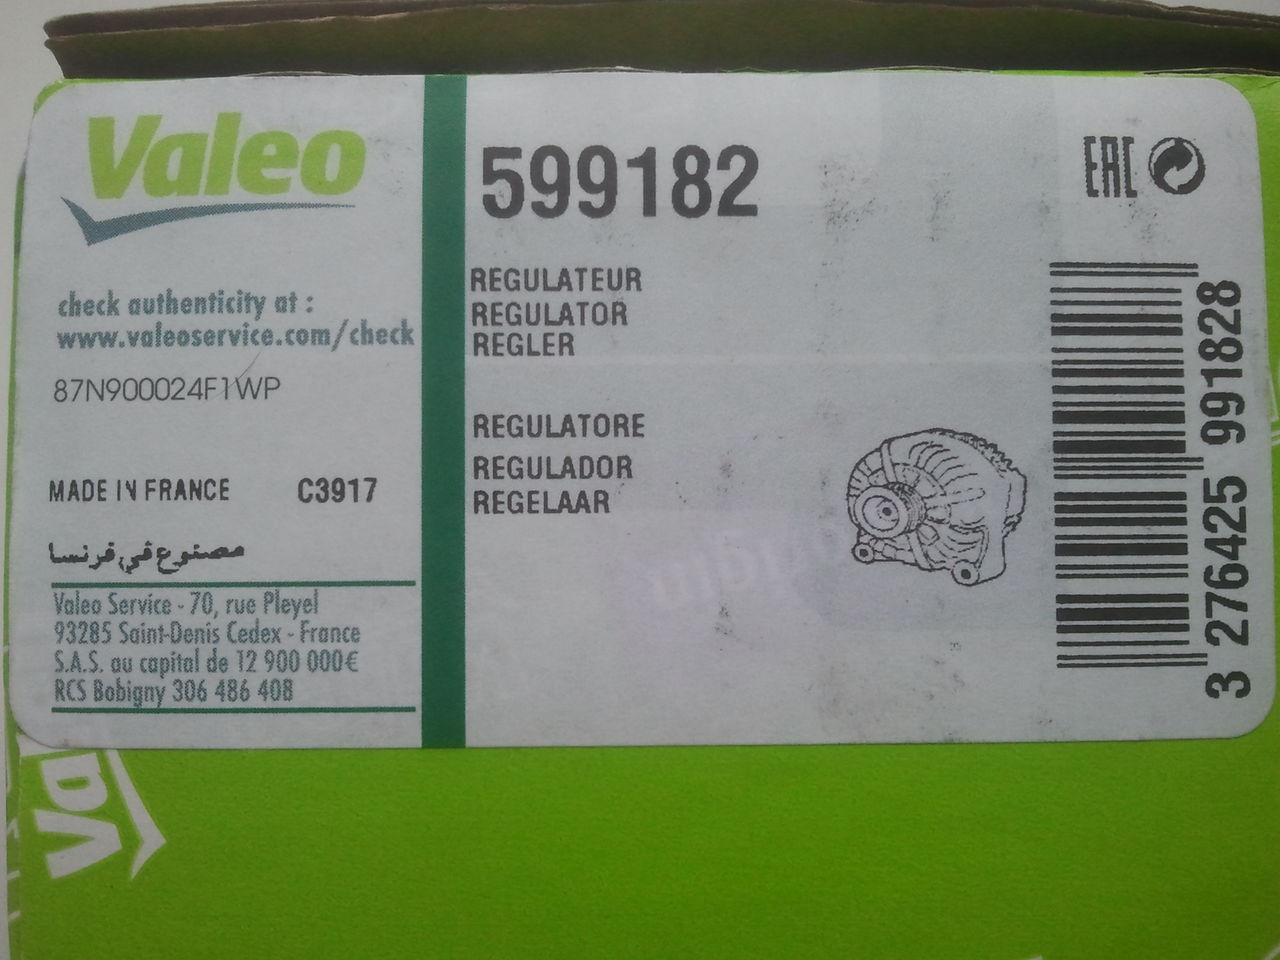 Valeo
check authenticity at :
www.valeoservice.com/check
87N900024F1WP
MADE IN FRANCE C3917
مصنوع في فرنسا
Valeo Service - 70, rue Pleyel
93285 Saint-Denis Cedex - France
S.A.S. au capital de 12 900 000€
RCS Bobigny 306 486 408
599182
REGULATEUR
REGULATOR
REGLER
REGULATORE
REGULADOR
REGELAAR
EAC
3 276425 991828
Va